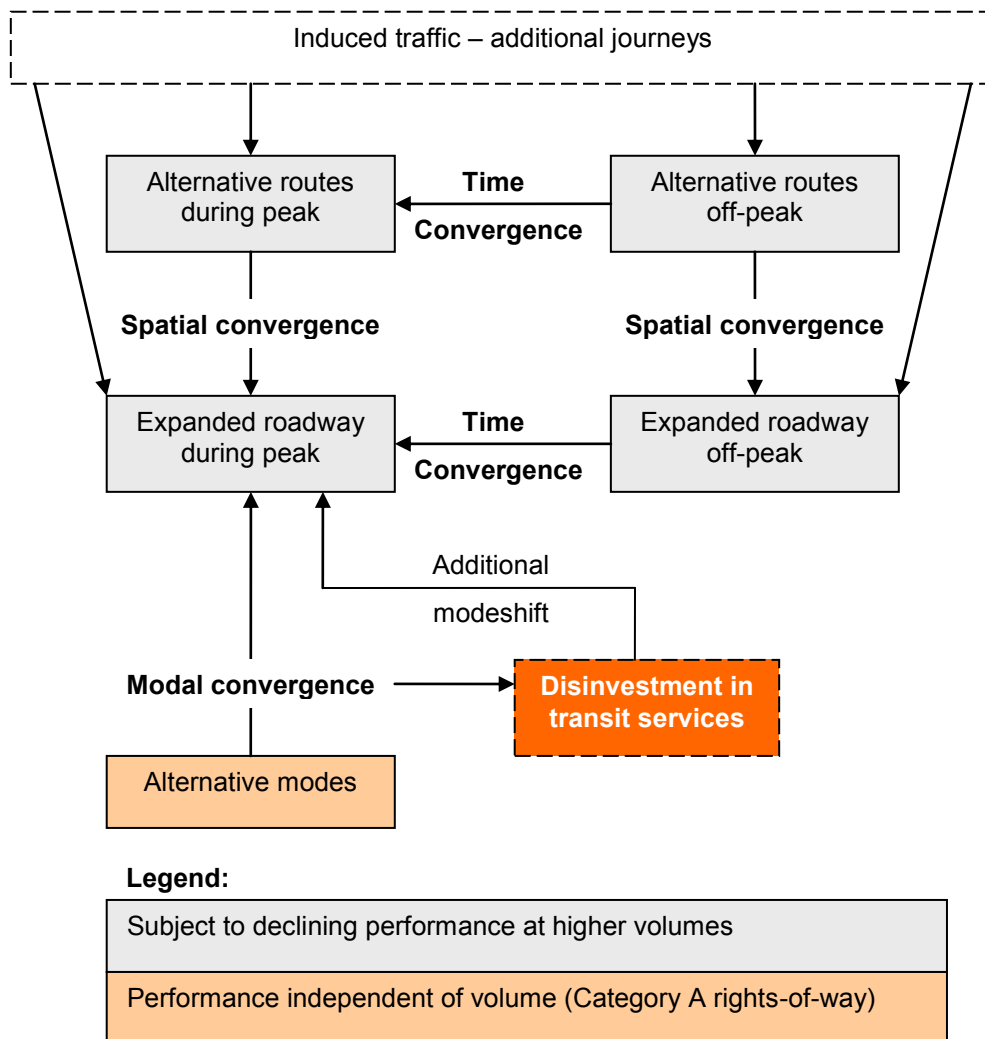 Induced traffic – additional journeys
Alternative routes
during peak
Time
Convergence
Alternative routes
off-peak
Spatial convergence
Spatial convergence
Expanded roadway
during peak
Time
Convergence
Expanded roadway
off-peak
Additional
modeshift
Modal convergence
Disinvestment in
transit services
Alternative modes
Legend:
Subject to declining performance at higher volumes
Performance independent of volume (Category A rights-of-way)